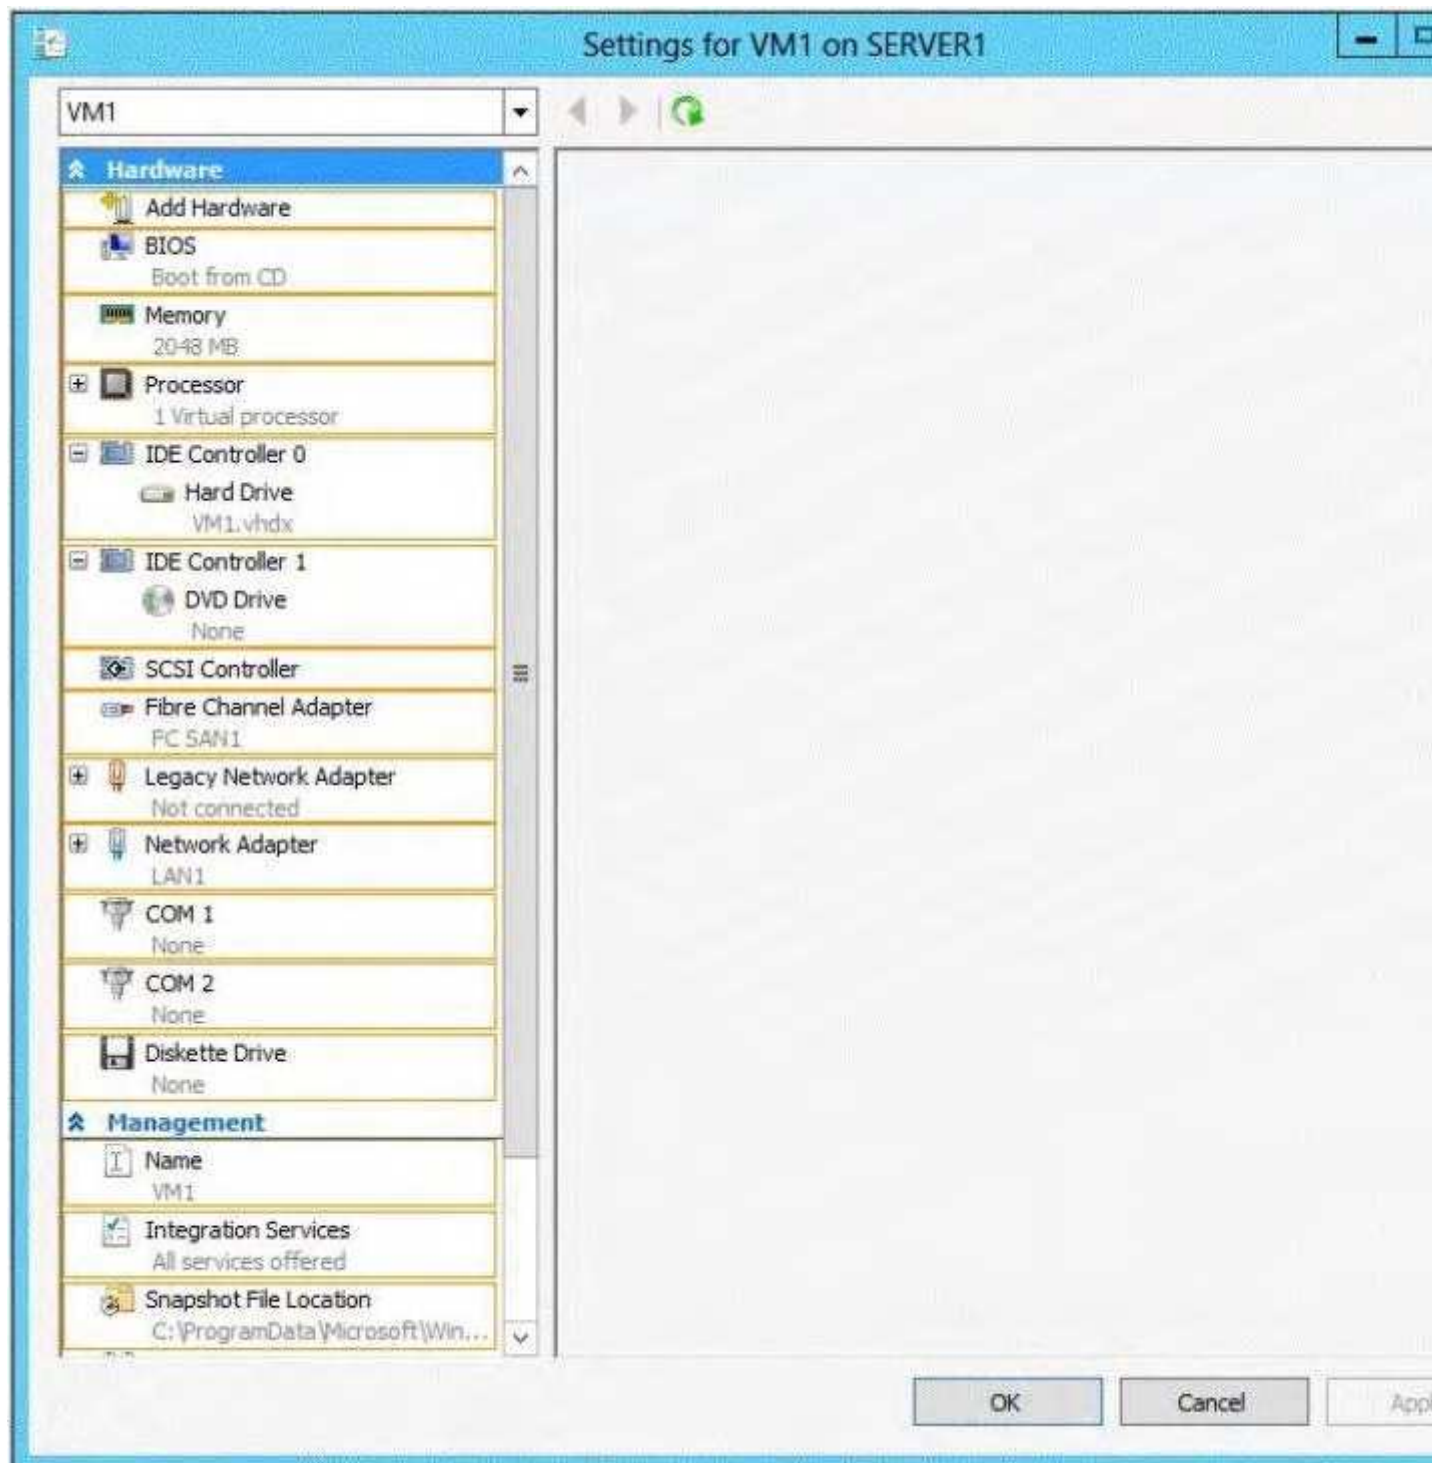 Settings for VM1 on SERVER1
VM1
Hardware
Add Hardware
BIOS
Boot from CD
Memory
2048 MB
Processor
1 Virtual processor
IDE Controller 0
Hard Drive
VM1.vhdx
IDE Controller 1
DVD Drive
None
SCSI Controller
Fibre Channel Adapter
FC SAN1
Legacy Network Adapter
Not connected
Network Adapter
LAN1
COM 1
None
COM 2
None
Diskette Drive
None
Management
Name
VM1
Integration Services
All services offered
Snapshot File Location
C:\ProgramData\Microsoft\Win...
OK Cancel Appl